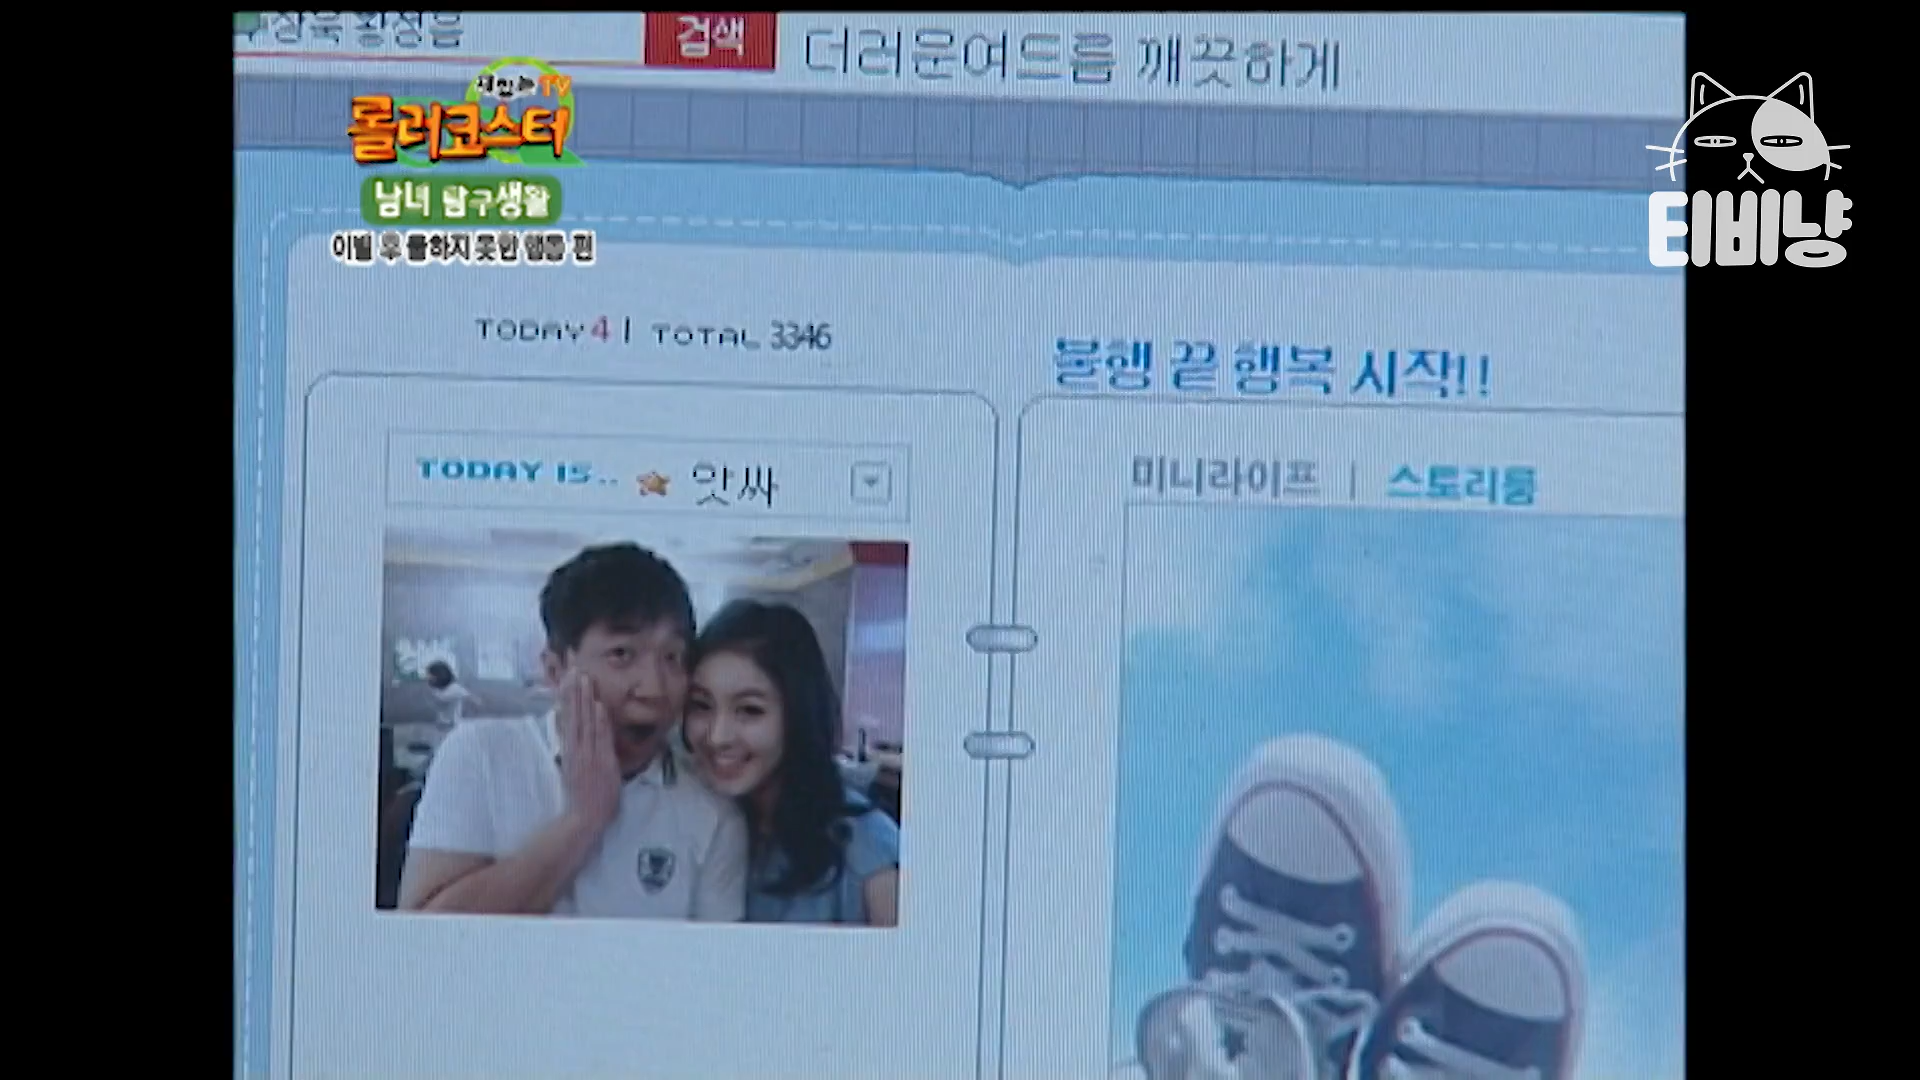 검색
더러운여드름 깨끗하게
재밌는TV
롤러코스터
남녀 탐구생활
티비냥
TODAY 4 | TOTAL 3346
불행 끝 행복 시작!!
TODAY IS.. 앗싸
미니라이프 | 스토리룸